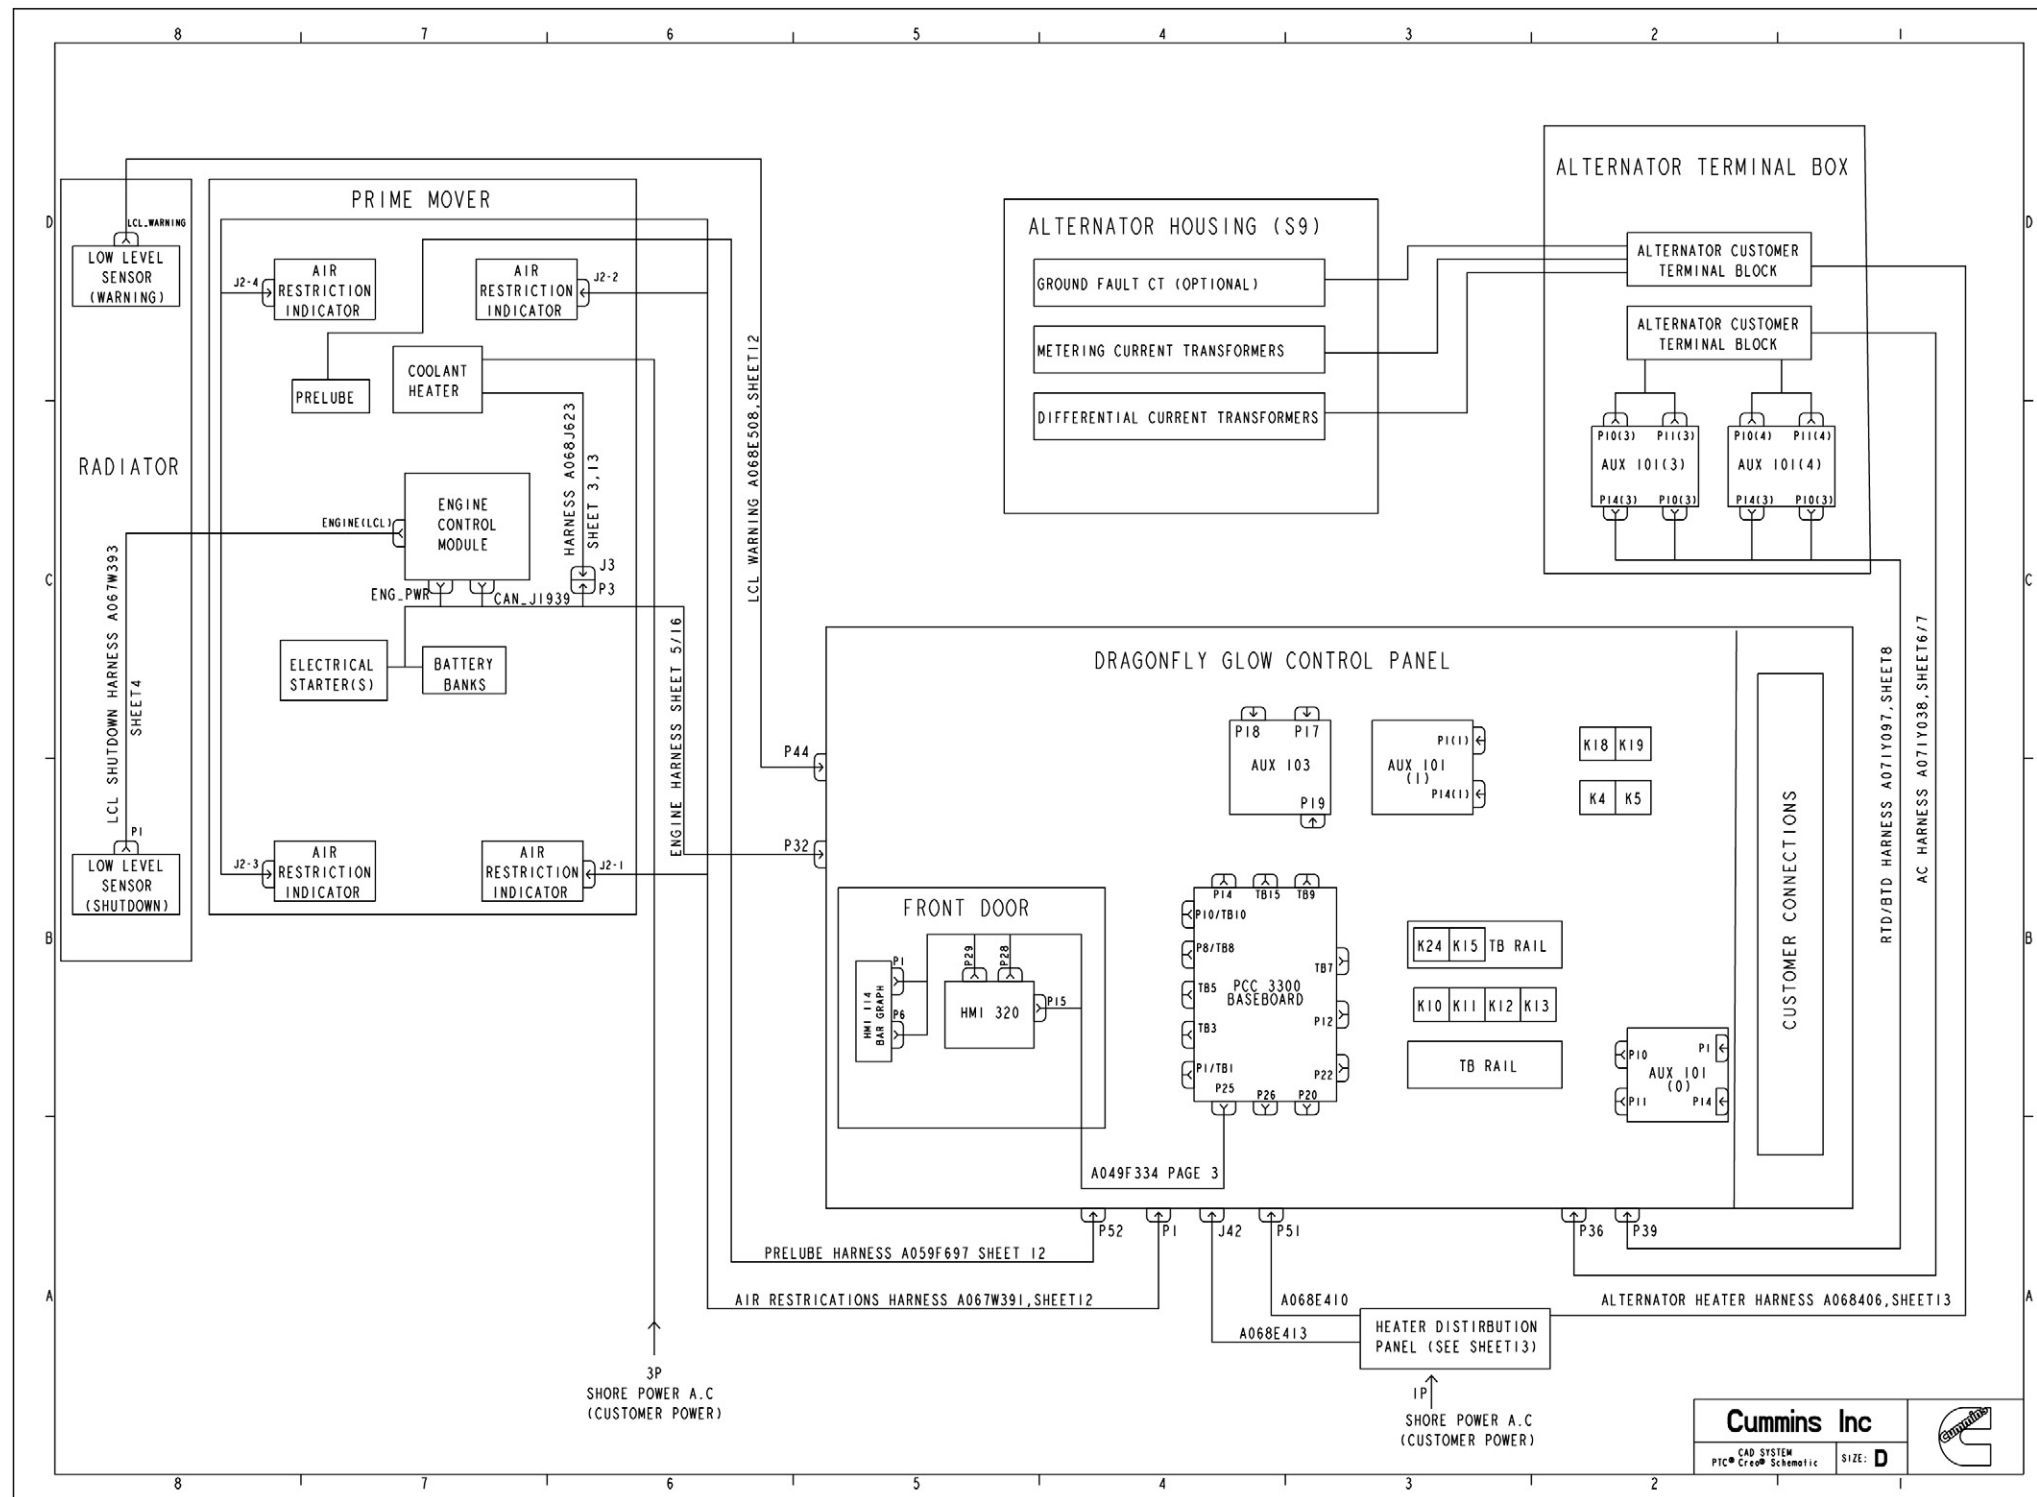 8 7 6 5 4 3 2 1
D
D
C
C
B
B
A
A
RADIATOR
LCL_WARNING
LOW LEVEL
SENSOR
(WARNING)
LCL SHUTDOWN HARNESS A067W393
SHEET4
P1
LOW LEVEL
SENSOR
(SHUTDOWN)
PRIME MOVER
J2-4
AIR
RESTRICTION
INDICATOR
AIR
RESTRICTION
INDICATOR
J2-2
PRELUBE
COOLANT
HEATER
HARNESS A068J623
SHEET 3,13
J3
P3
ENGINE(LCL)
ENGINE
CONTROL
MODULE
ENG_PWR
CAN_J1939
ELECTRICAL
STARTER(S)
BATTERY
BANKS
J2-3
AIR
RESTRICTION
INDICATOR
AIR
RESTRICTION
INDICATOR
J2-1
ENGINE HARNESS SHEET 5/16
LCL WARNING A068E508,SHEET12
ALTERNATOR HOUSING (S9)
GROUND FAULT CT (OPTIONAL)
METERING CURRENT TRANSFORMERS
DIFFERENTIAL CURRENT TRANSFORMERS
ALTERNATOR TERMINAL BOX
ALTERNATOR CUSTOMER
TERMINAL BLOCK
ALTERNATOR CUSTOMER
TERMINAL BLOCK
P10(3) P11(3)
AUX 101(3)
P14(3) P10(3)
P10(4) P11(4)
AUX 101(4)
P14(3) P10(3)
RTD/BTD HARNESS A071Y097,SHEET8
AC HARNESS A071Y038,SHEET6/7
DRAGONFLY GLOW CONTROL PANEL
P44
P32
P18 P17
AUX 103
P19
P1(1)
AUX 101
(1)
P14(1)
K18 K19
K4 K5
CUSTOMER CONNECTIONS
FRONT DOOR
P1
HMI 114
BAR GRAPH
P6
P29
P28
HMI 320
P15
P14 TB15 TB9
P10/TB10
P8/TB8
TB5
TB3
P1/TB1
PCC 3300
BASEBOARD
TB7
P12
P22
P25 P26 P20
K24 K15 TB RAIL
K10 K11 K12 K13
TB RAIL
P10
P11
AUX 101
(0)
P1
P14
A049F334 PAGE 3
P52 P1 J42 P51 P36 P39
PRELUBE HARNESS A059F697 SHEET 12
AIR RESTRICATIONS HARNESS A067W391,SHEET12
A068E410
A068E413
ALTERNATOR HEATER HARNESS A068406,SHEET13
HEATER DISTIRBUTION
PANEL (SEE SHEET13)
3P
SHORE POWER A.C
(CUSTOMER POWER)
1P
SHORE POWER A.C
(CUSTOMER POWER)
Cummins Inc
CAD SYSTEM
PTC® Creo® Schematic
SIZE: D
Cummins
8 7 6 5 4 3 2 1